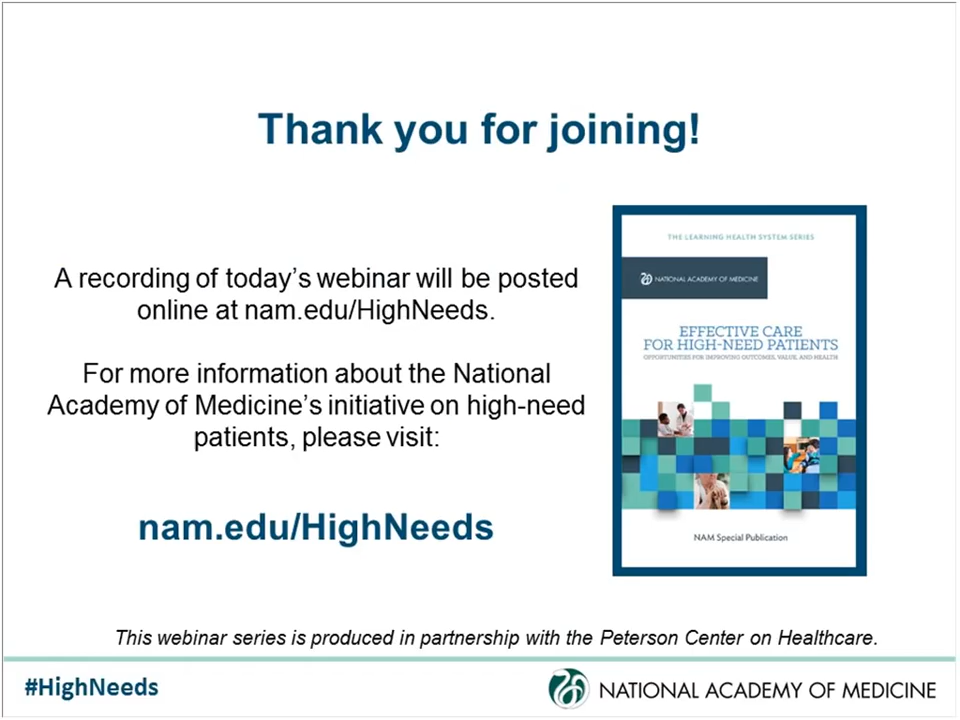 Thank you for joining!
A recording of today's webinar will be posted
online at nam.edu/HighNeeds.
For more information about the National
Academy of Medicine's initiative on high-need
patients, please visit:
nam.edu/HighNeeds
THE LEARNING HEALTH SYSTEM SERIES
NATIONAL ACADEMY OF MEDICINE
EFFECTIVE CARE
FOR HIGH-NEED PATIENTS
OPPORTUNITIES FOR IMPROVING OUTCOMES, VALUE, AND HEALTH
NAM Special Publication
This webinar series is produced in partnership with the Peterson Center on Healthcare.
#HighNeeds
NATIONAL ACADEMY OF MEDICINE